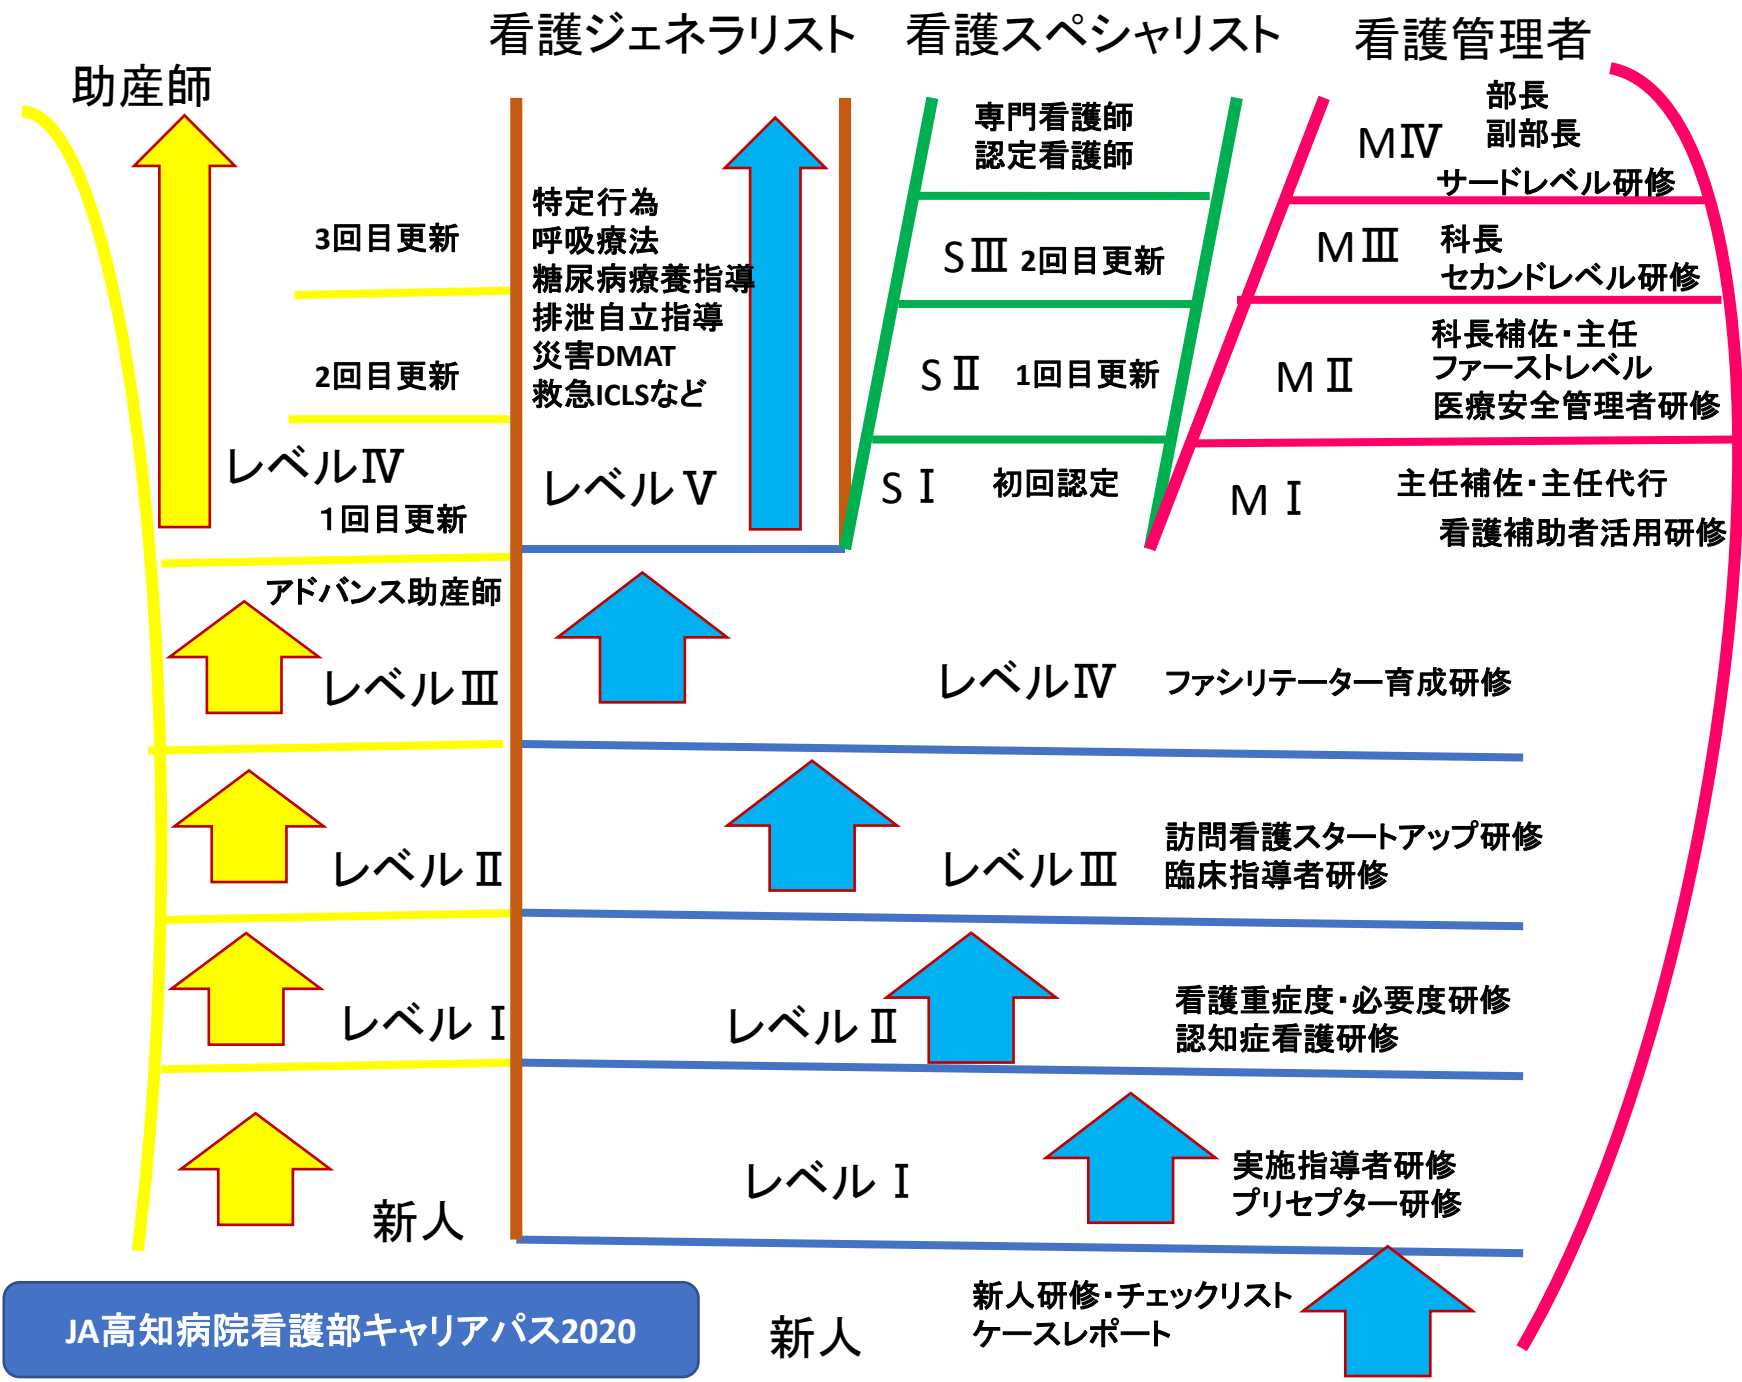 助産師
3回目更新
2回目更新
レベルⅣ
1回目更新
アドバンス助産師
レベルⅢ
レベルⅡ
レベルⅠ
新人
看護ジェネラリスト
特定行為
呼吸療法
糖尿病療養指導
排泄自立指導
災害DMAT
救急ICLSなど
レベルⅤ
看護スペシャリスト
専門看護師
認定看護師
SⅢ 2回目更新
SⅡ 1回目更新
SⅠ 初回認定
看護管理者
部長
MⅣ 副部長
サードレベル研修
MⅢ 科長
セカンドレベル研修
科長補佐・主任
MⅡ ファーストレベル
医療安全管理者研修
MⅠ 主任補佐・主任代行
看護補助者活用研修
レベルⅣ ファシリテーター育成研修
訪問看護スタートアップ研修
レベルⅢ 臨床指導者研修
看護重症度・必要度研修
レベルⅡ 認知症看護研修
実施指導者研修
レベルⅠ プリセプター研修
新人研修・チェックリスト
新人 ケースレポート
JA高知病院看護部キャリアパス2020